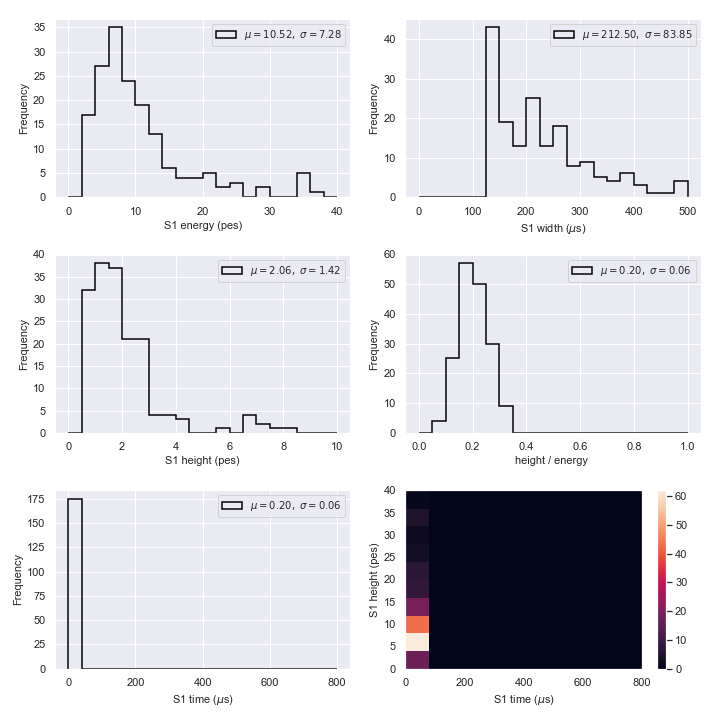 μ = 10.52, σ = 7.28
Frequency
35
30
25
20
15
10
5
0
0 10 20 30 40
S1 energy (pes)
μ = 212.50, σ = 83.85
Frequency
40
30
20
10
0
0 100 200 300 400 500
S1 width (μs)
μ = 2.06, σ = 1.42
Frequency
40
35
30
25
20
15
10
5
0
0 2 4 6 8 10
S1 height (pes)
μ = 0.20, σ = 0.06
Frequency
60
50
40
30
20
10
0
0.0 0.2 0.4 0.6 0.8 1.0
height / energy
μ = 0.20, σ = 0.06
Frequency
175
150
125
100
75
50
25
0
0 200 400 600 800
S1 time (μs)
S1 height (pes)
40
35
30
25
20
15
10
5
0
0 200 400 600 800
S1 time (μs)
60
50
40
30
20
10
0